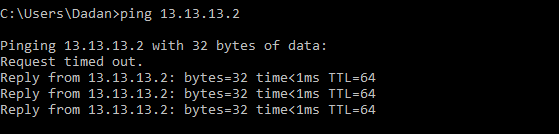 C:\Users\Dadan>ping 13.13.13.2
Pinging 13.13.13.2 with 32 bytes of data:
Request timed out.
Reply from 13.13.13.2: bytes=32 time<1ms TTL=64
Reply from 13.13.13.2: bytes=32 time<1ms TTL=64
Reply from 13.13.13.2: bytes=32 time<1ms TTL=64